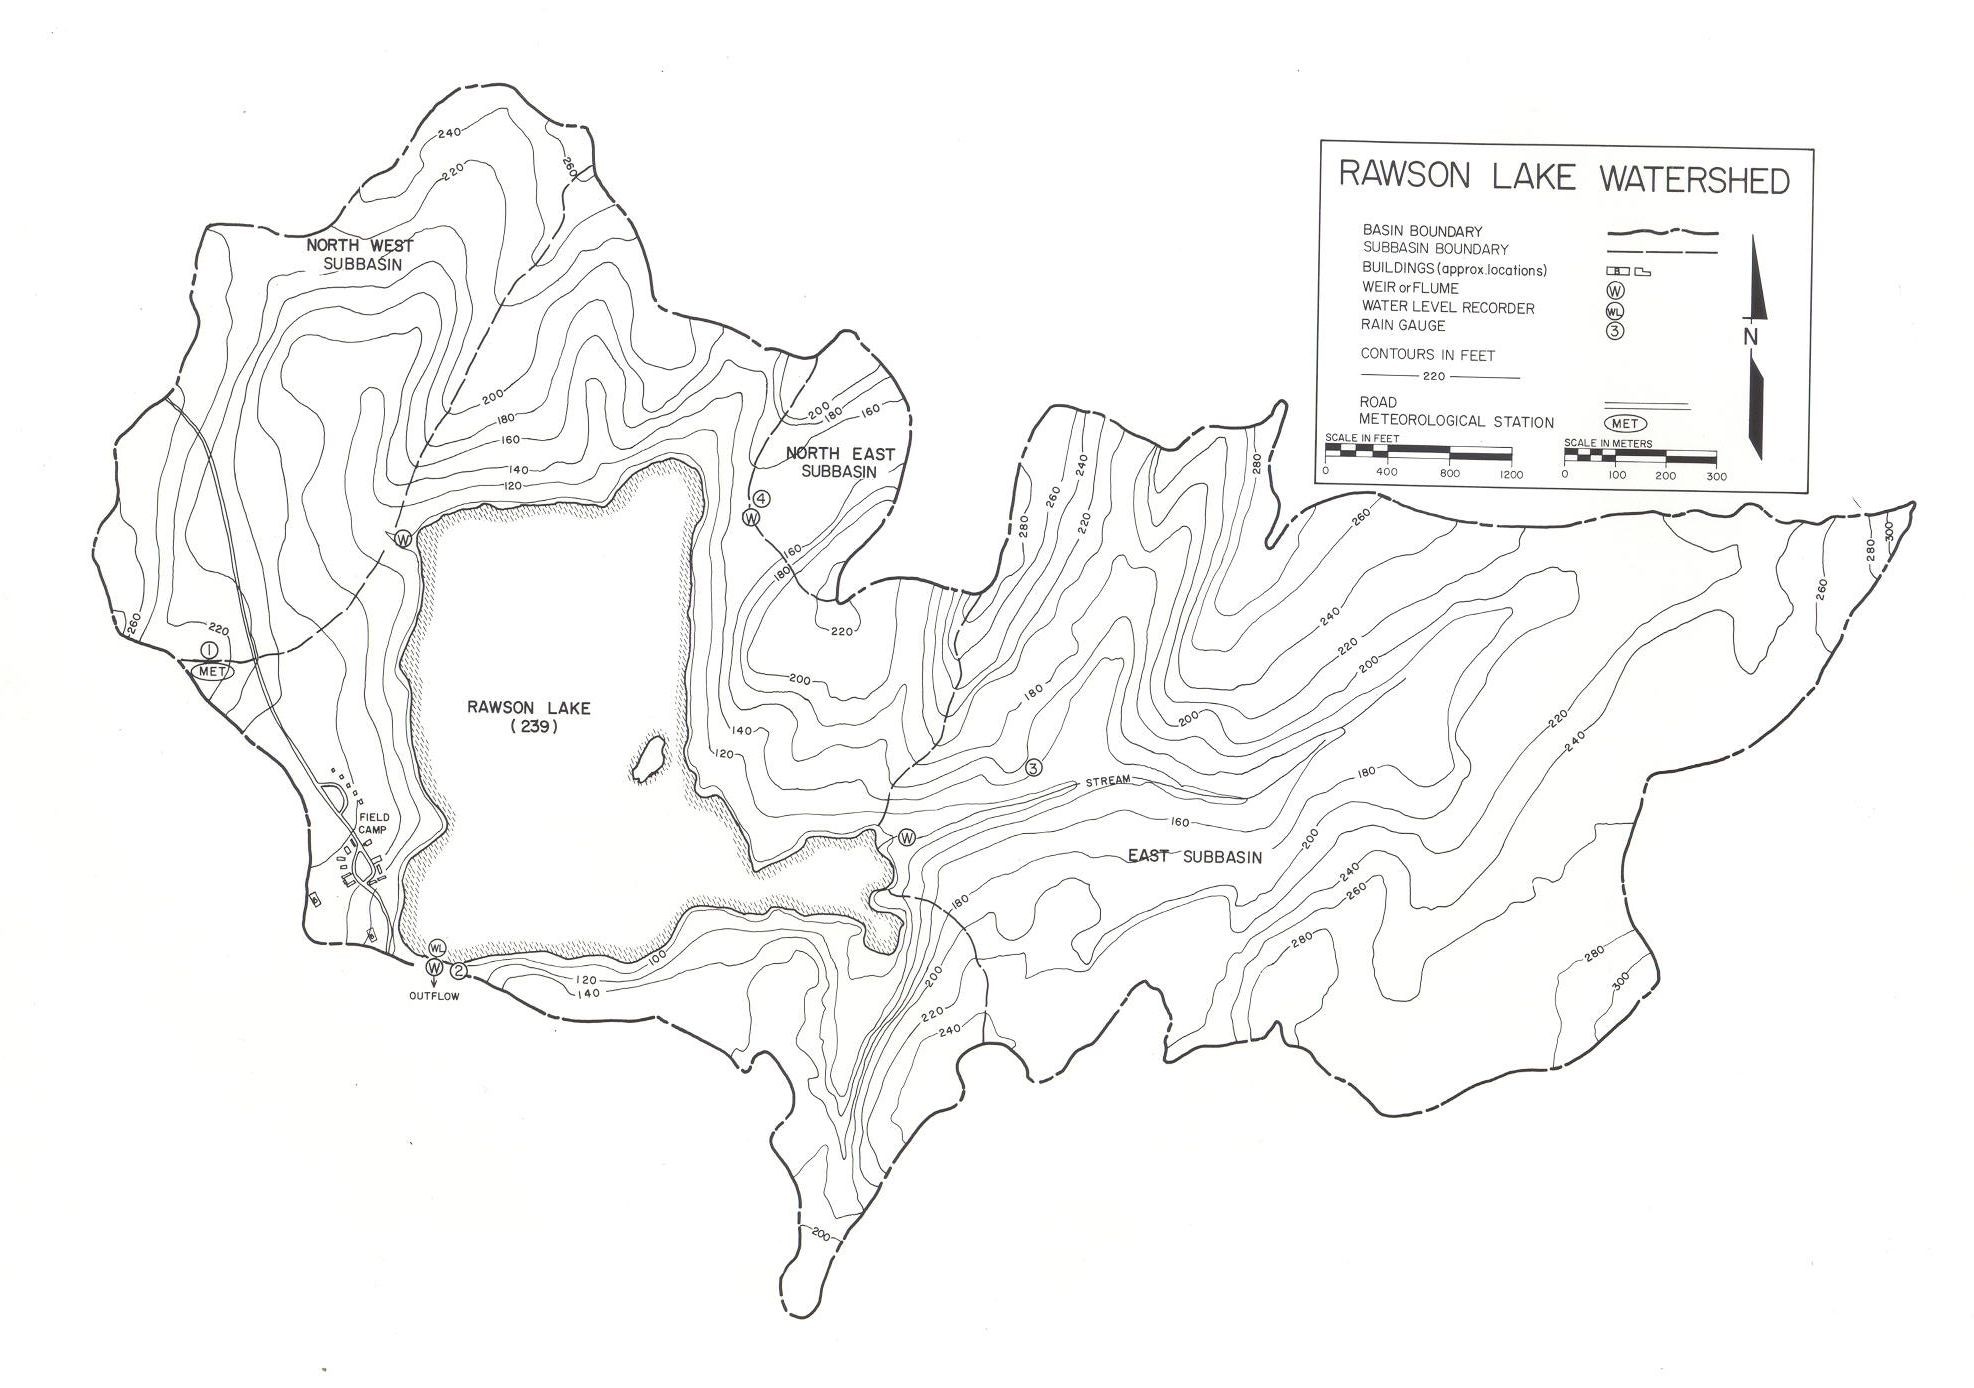 RAWSON LAKE WATERSHED
BASIN BOUNDARY
SUBBASIN BOUNDARY
BUILDINGS (approx. locations)
B
WEIR or FLUME
W
WATER LEVEL RECORDER
WL
RAIN GAUGE
3
CONTOURS IN FEET
220
ROAD
METEOROLOGICAL STATION
MET
SCALE IN FEET
0 400 800 1200
SCALE IN METERS
0 100 200 300
N
240
220
260
NORTH WEST
SUBBASIN
200
180
160
140
120
200
180
160
NORTH EAST
SUBBASIN
4
W
160
180
220
200
W
260
220
1
MET
RAWSON LAKE
(239)
140
120
FIELD
CAMP
B
B
WL
W
2
OUTFLOW
100
120
140
280
260
240
220
280
260
240
220
200
180
200
3
STREAM
180
160
EAST SUBBASIN
W
180
200
220
240
200
220
240
200
240
260
280
280
300
260
280
300